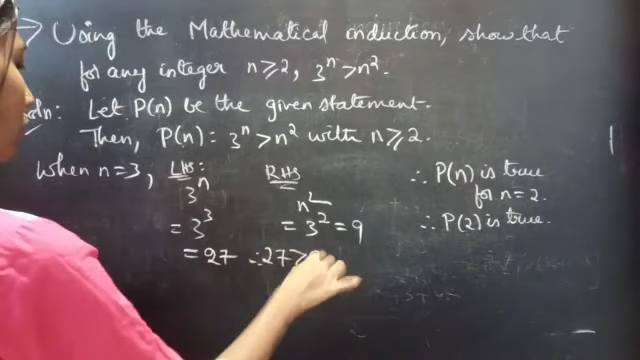 → Using the Mathematical induction, show that
for any integer n ≥ 2, 3ⁿ > n².
Soln: Let P(n) be the given statement.
Then, P(n): 3ⁿ > n² with n ≥ 2.
when n = 3, LHS: RHS
3ⁿ n²
= 3³ = 3² = 9
= 27 ∴ 27 >
∴ P(n) is true
for n = 2.
∴ P(2) is true.